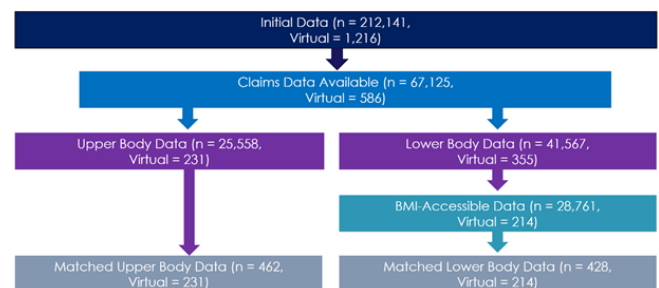 Initial Data (n = 212,141,
Virtual = 1,216)
Claims Data Available (n = 67,125,
Virtual = 586)
Upper Body Data (n = 25,558,
Virtual = 231)
Lower Body Data (n = 41,567,
Virtual = 355)
BMI-Accessible Data (n = 28,761,
Virtual = 214)
Matched Upper Body Data (n = 462,
Virtual = 231)
Matched Lower Body Data (n = 428,
Virtual = 214)